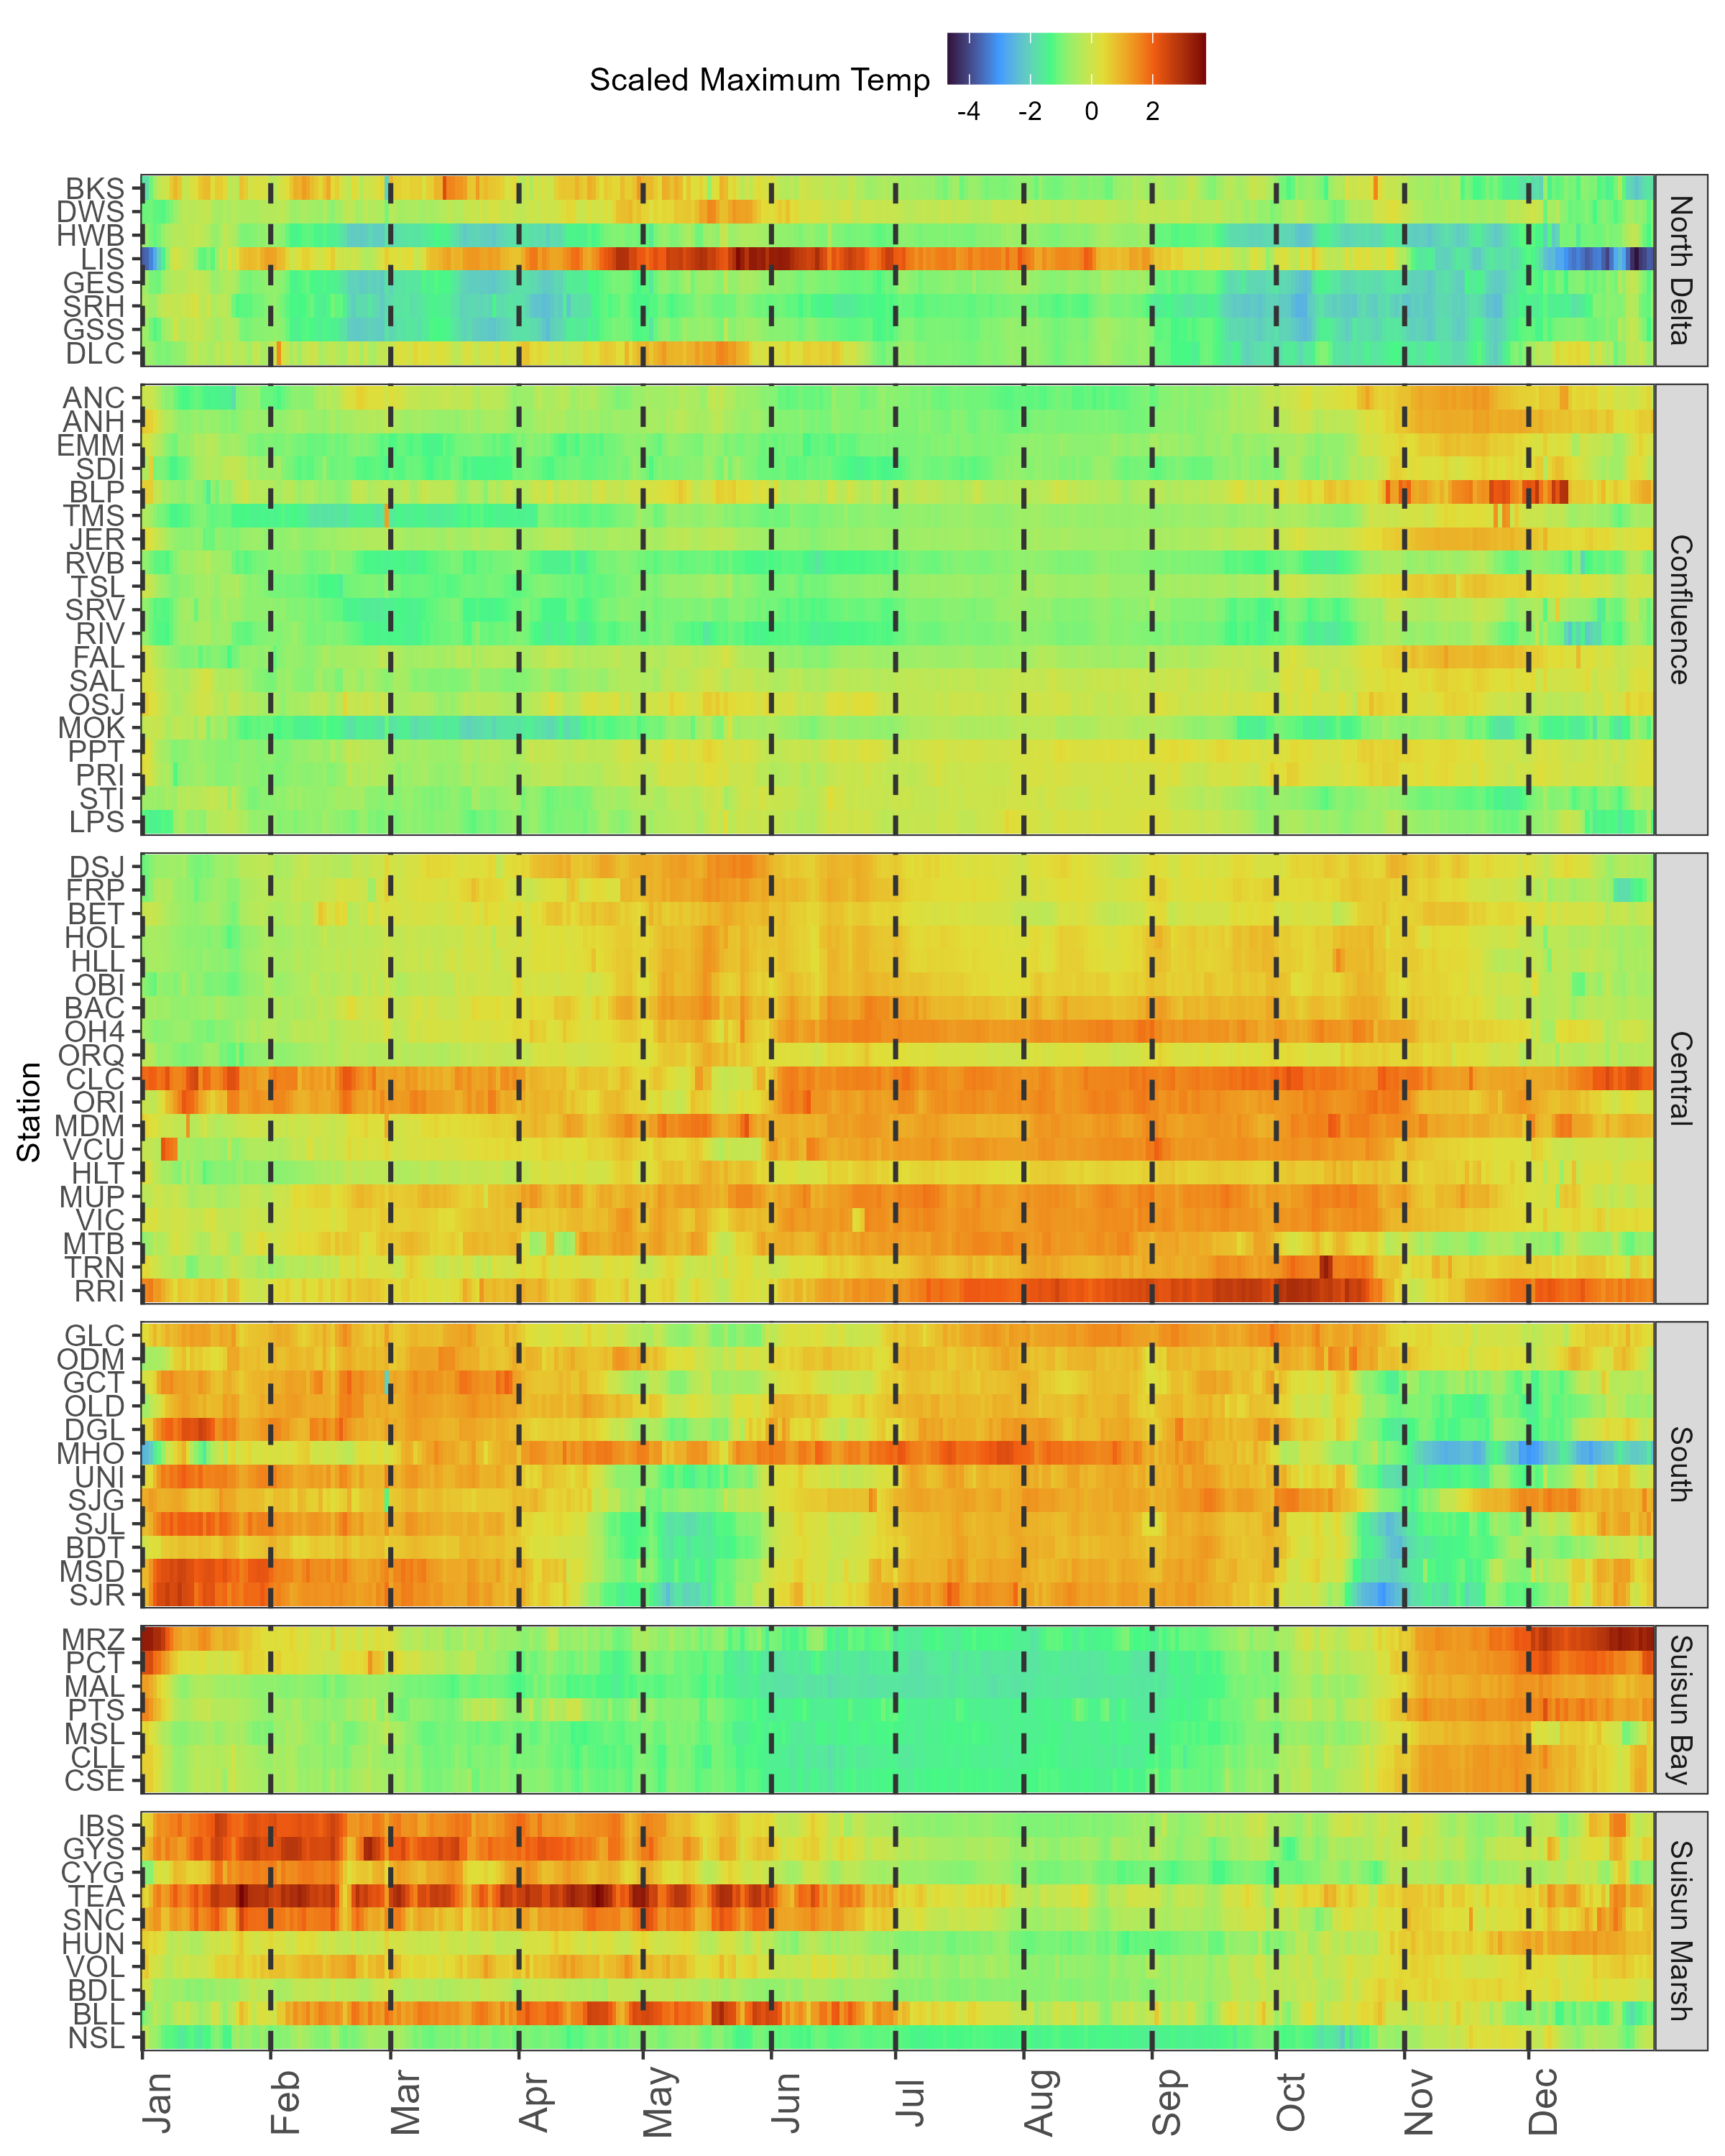 Scaled Maximum Temp
-4 -2 0 2
Station
BKS
DWS
HWB
LIS
GES
SRH
GSS
DLC
North Delta
ANC
ANH
EMM
SDI
BLP
TMS
JER
RVB
TSL
SRV
RIV
FAL
SAL
OSJ
MOK
PPT
PRI
STI
LPS
Confluence
DSJ
FRP
BET
HOL
HLL
OBI
BAC
OH4
ORQ
CLC
ORI
MDM
VCU
HLT
MUP
VIC
MTB
TRN
RRI
Central
GLC
ODM
GCT
OLD
DGL
MHO
UNI
SJG
SJL
BDT
MSD
SJR
South
MRZ
PCT
MAL
PTS
MSL
CLL
CSE
Suisun Bay
IBS
GYS
CYG
TEA
SNC
HUN
VOL
BDL
BLL
NSL
Suisun Marsh
Jan Feb Mar Apr May Jun Jul Aug Sep Oct Nov Dec